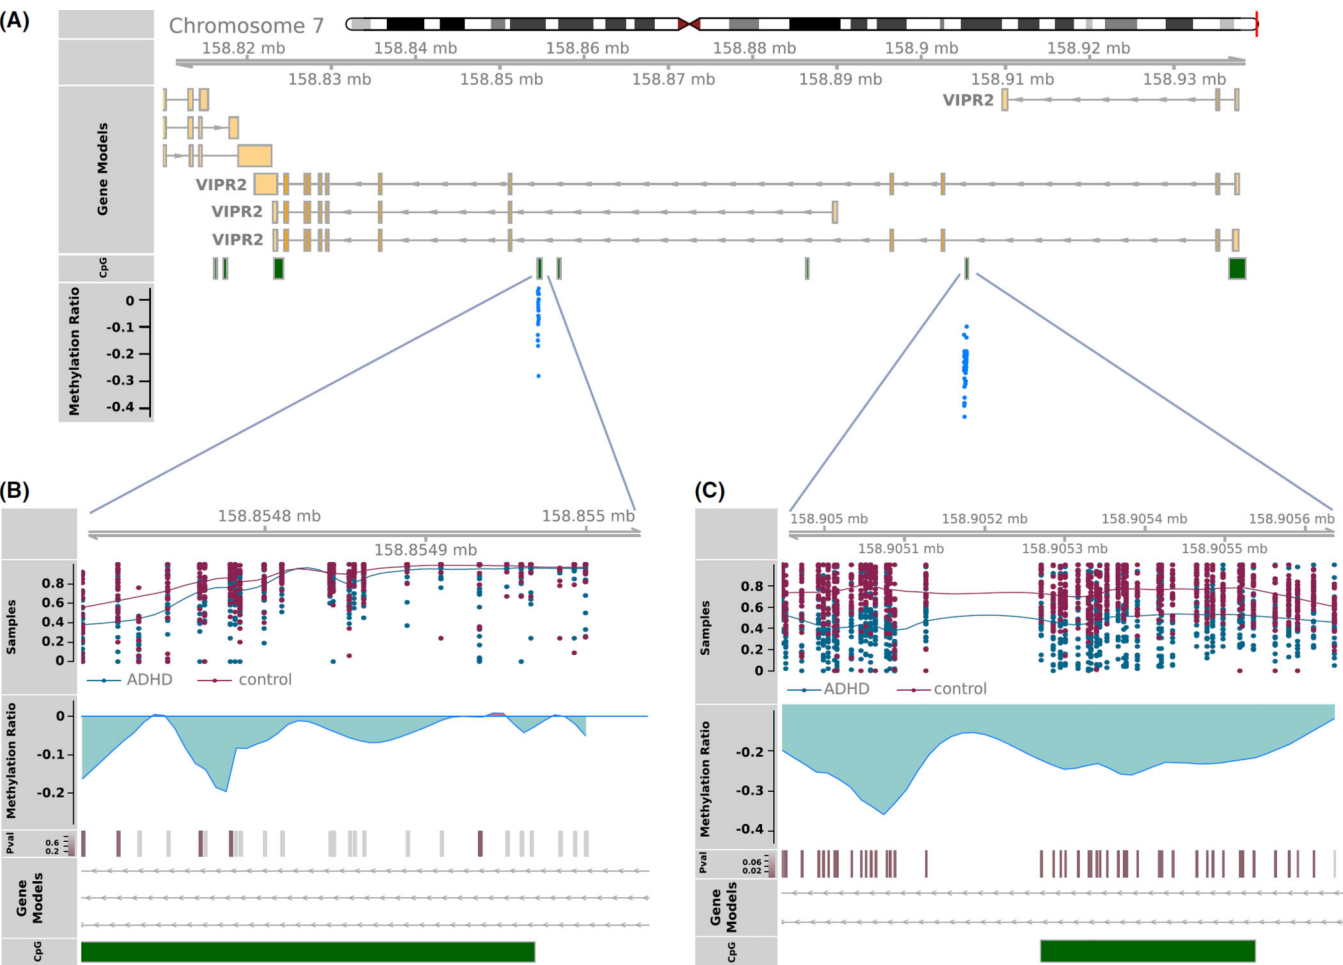 (A)
Chromosome 7
158.82 mb 158.84 mb 158.86 mb 158.88 mb 158.9 mb 158.92 mb
158.83mb 158.85 mb 158.87 mb 158.89 mb 158.91 mb 158.93 mb
Gene Models
VIPR2
VIPR2
VIPR2
VIPR2
CpG
Methylation Ratio
0
-0.1
-0.2
-0.3
-0.4
(B)
158.8548 mb 158.855 mb
158.8549 mb
Samples
0.8
0.6
0.4
0.2
0
ADHD control
Methylation Ratio
0
-0.1
-0.2
Pval
0.6
0.2
Gene
Models
CpG
(C)
158.905 mb 158.9052 mb 158.9054 mb 158.9056 mb
158.9051 mb 158.9053 mb 158.9055 mb
Samples
0.8
0.6
0.4
0.2
0
ADHD control
Methylation Ratio
-0.2
-0.3
-0.4
Pval
0.06
0.02
Gene
Models
CpG